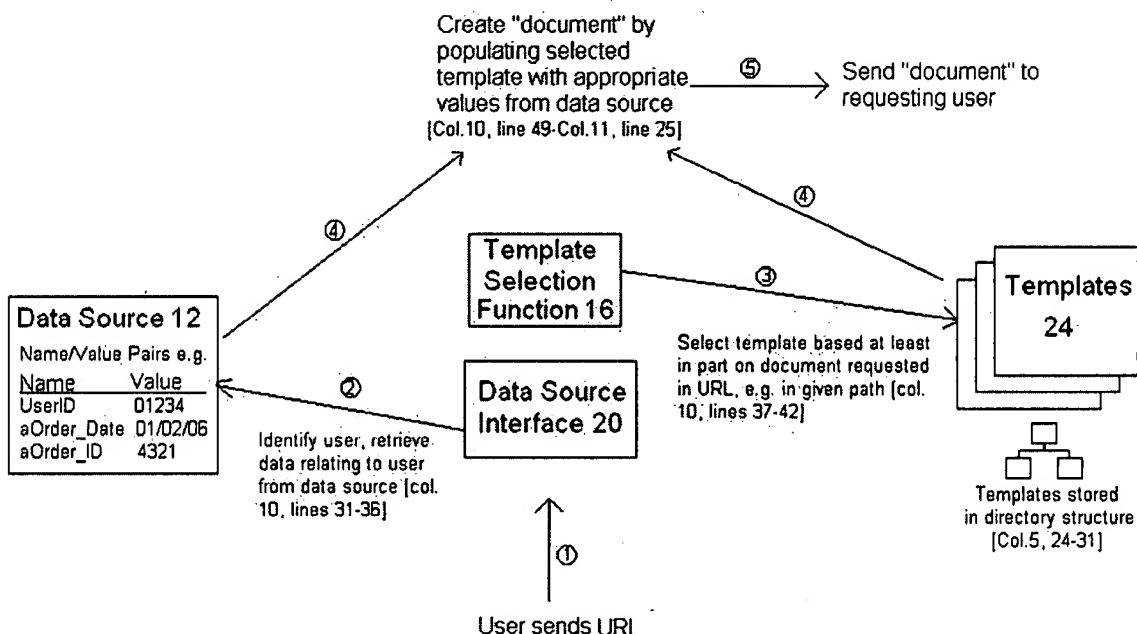 Create "document" by
populating selected
template with appropriate
values from data source
[Col.10, line 49-Col.11, line 25]
⑤
Send "document" to
requesting user
④
④
Template
Selection
Function 16
③
Templates
24
Data Source 12
Name/Value Pairs e.g.
Name Value
UserID 01234
aOrder_Date 01/02/06
aOrder_ID 4321
②
Data Source
Interface 20
Select template based at least
in part on document requested
in URL, e.g. in given path [col.
10, lines 37-42]
Identify user, retrieve
data relating to user
from data source [col.
10, lines 31-36]
Templates stored
in directory structure
[Col.5, 24-31]
①
User sends URL